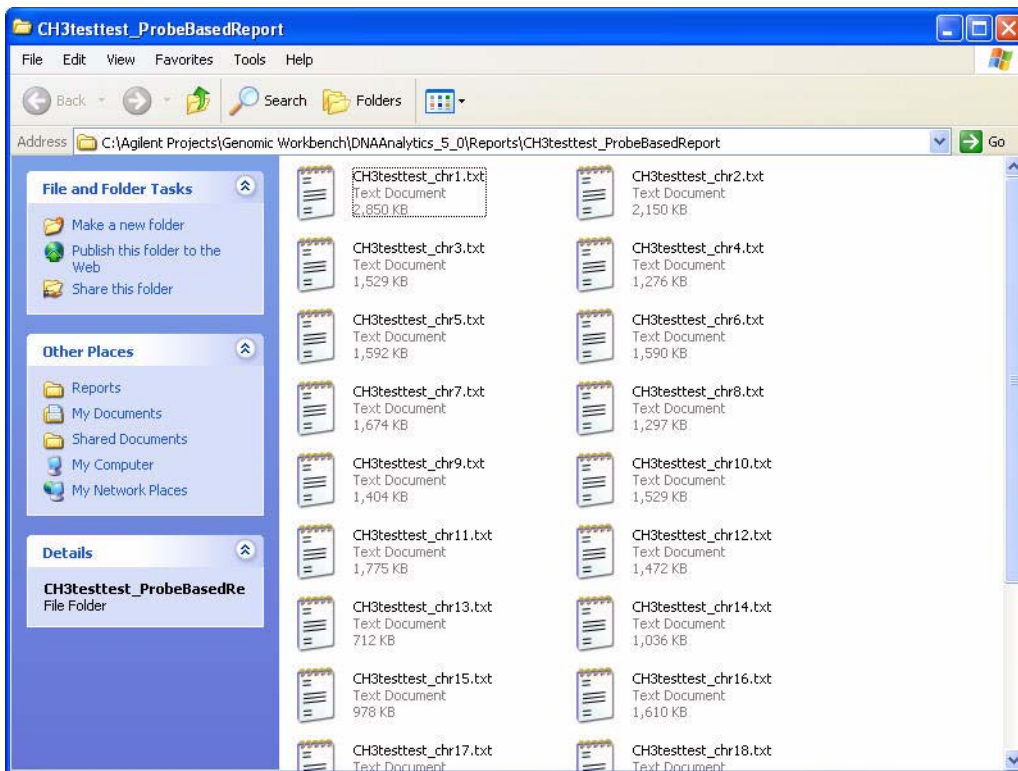 CH3testtest_ProbeBasedReport
File Edit View Favorites Tools Help
Back Search Folders
Address C:\Agilent Projects\Genomic Workbench\DNAAnalytics_5_0\Reports\CH3testtest_ProbeBasedReport Go
File and Folder Tasks
Make a new folder
Publish this folder to the
Web
Share this folder
Other Places
Reports
My Documents
Shared Documents
My Computer
My Network Places
Details
CH3testtest_ProbeBasedRe
File Folder
CH3testtest_chr1.txt
Text Document
2,850 KB
CH3testtest_chr2.txt
Text Document
2,150 KB
CH3testtest_chr3.txt
Text Document
1,529 KB
CH3testtest_chr4.txt
Text Document
1,276 KB
CH3testtest_chr5.txt
Text Document
1,592 KB
CH3testtest_chr6.txt
Text Document
1,590 KB
CH3testtest_chr7.txt
Text Document
1,674 KB
CH3testtest_chr8.txt
Text Document
1,297 KB
CH3testtest_chr9.txt
Text Document
1,404 KB
CH3testtest_chr10.txt
Text Document
1,529 KB
CH3testtest_chr11.txt
Text Document
1,775 KB
CH3testtest_chr12.txt
Text Document
1,472 KB
CH3testtest_chr13.txt
Text Document
712 KB
CH3testtest_chr14.txt
Text Document
1,036 KB
CH3testtest_chr15.txt
Text Document
978 KB
CH3testtest_chr16.txt
Text Document
1,610 KB
CH3testtest_chr17.txt
Text Document
CH3testtest_chr18.txt
Text Document